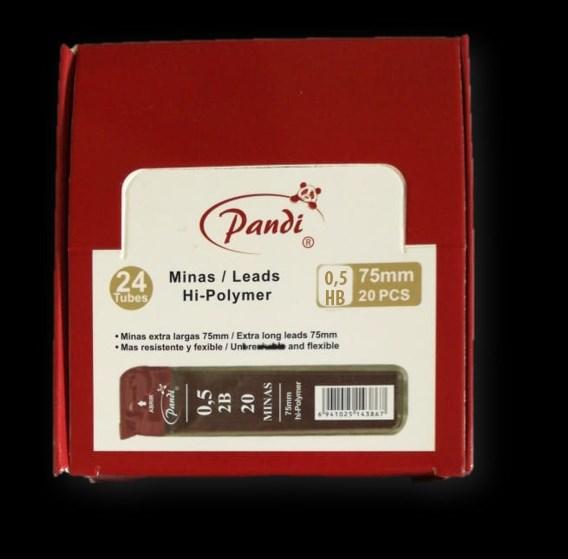 Pandi
®
24
Tubes
Minas / Leads
Hi-Polymer
0,5
HB
75mm
20 PCS
• Minas extra largas 75mm / Extra long leads 75mm
• Mas resistente y fexible / and flexible
ABRIR
Pandi
®
0,5
2B
20
MINAS
75mm
hi-Polymer
6 941025 143867